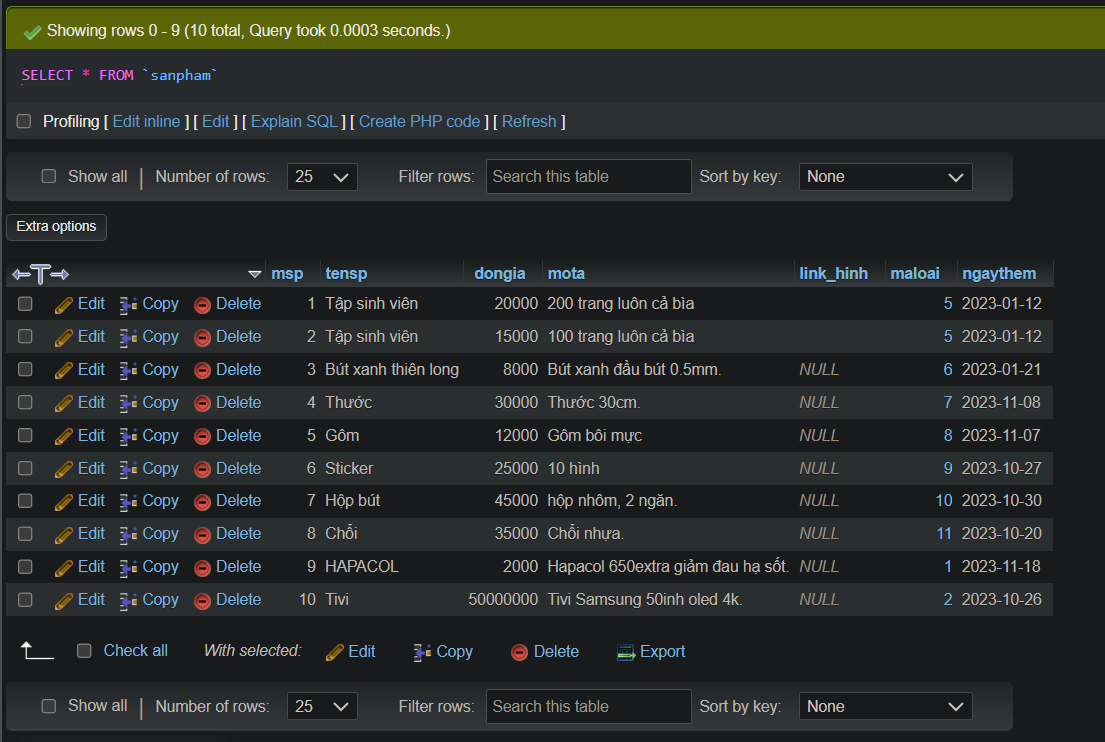 Showing rows 0 - 9 (10 total, Query took 0.0003 seconds.)
SELECT * FROM `sanpham`
Profiling [ Edit inline ] [ Edit ] [ Explain SQL ] [ Create PHP code ] [ Refresh ]
Show all | Number of rows: 25 Filter rows: Search this table Sort by key: None
Extra options
←T→ msp tensp dongia mota link_hinh maloai ngaythem
Edit Copy Delete 1 Tập sinh viên 20000 200 trang luôn cả bìa 5 2023-01-12
Edit Copy Delete 2 Tập sinh viên 15000 100 trang luôn cả bìa 5 2023-01-12
Edit Copy Delete 3 Bút xanh thiên long 8000 Bút xanh đầu bút 0.5mm. NULL 6 2023-01-21
Edit Copy Delete 4 Thước 30000 Thước 30cm. NULL 7 2023-11-08
Edit Copy Delete 5 Gôm 12000 Gôm bôi mực NULL 8 2023-11-07
Edit Copy Delete 6 Sticker 25000 10 hình NULL 9 2023-10-27
Edit Copy Delete 7 Hộp bút 45000 hộp nhôm, 2 ngăn. NULL 10 2023-10-30
Edit Copy Delete 8 Chổi 35000 Chổi nhựa. NULL 11 2023-10-20
Edit Copy Delete 9 HAPACOL 2000 Hapacol 650extra giảm đau hạ sốt. NULL 1 2023-11-18
Edit Copy Delete 10 Tivi 50000000 Tivi Samsung 50inh oled 4k. NULL 2 2023-10-26
Check all With selected: Edit Copy Delete Export
Show all | Number of rows: 25 Filter rows: Search this table Sort by key: None